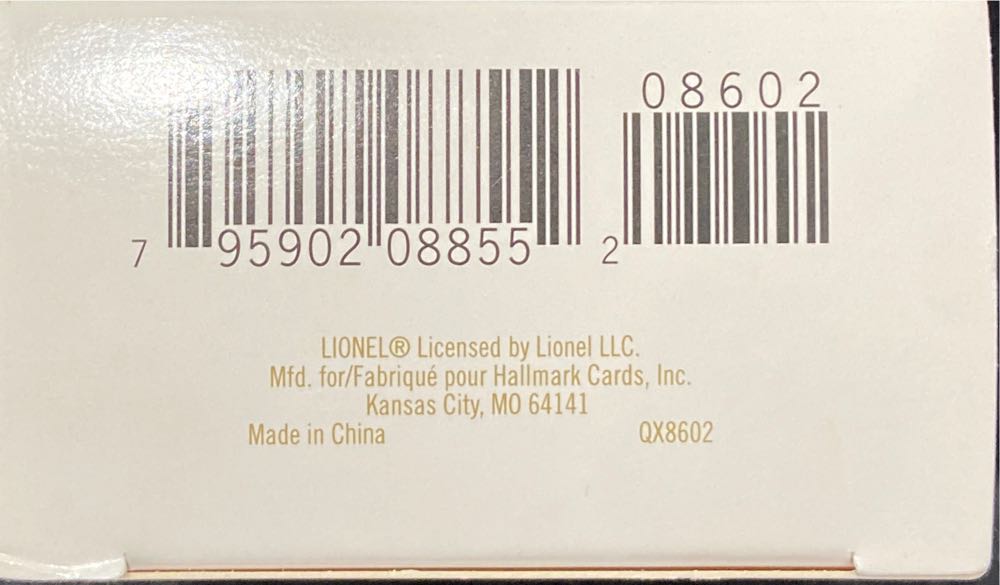 08602
7 95902 08855 2
LIONEL® Licensed by Lionel LLC.
Mfd. for/Fabriqué pour Hallmark Cards, Inc.
Kansas City, MO 64141
Made in China QX8602